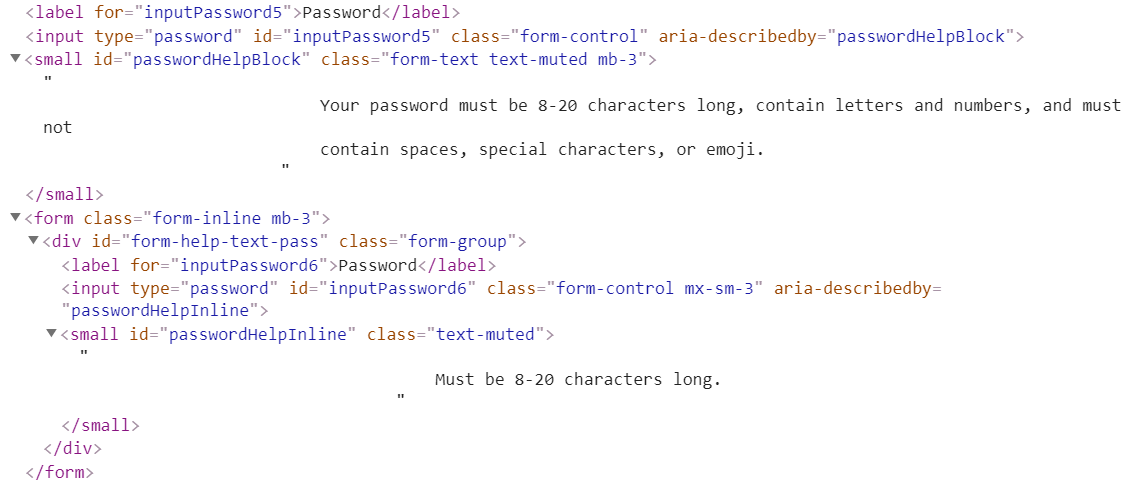 <label for="inputPassword5">Password</label>
<input type="password" id="inputPassword5" class="form-control" aria-describedby="passwordHelpBlock">
<small id="passwordHelpBlock" class="form-text text-muted mb-3">
"
Your password must be 8-20 characters long, contain letters and numbers, and must
not
contain spaces, special characters, or emoji.
"
</small>
<form class="form-inline mb-3">
<div id="form-help-text-pass" class="form-group">
<label for="inputPassword6">Password</label>
<input type="password" id="inputPassword6" class="form-control mx-sm-3" aria-describedby=
"passwordHelpInline">
<small id="passwordHelpInline" class="text-muted">
"
Must be 8-20 characters long.
"
</small>
</div>
</form>